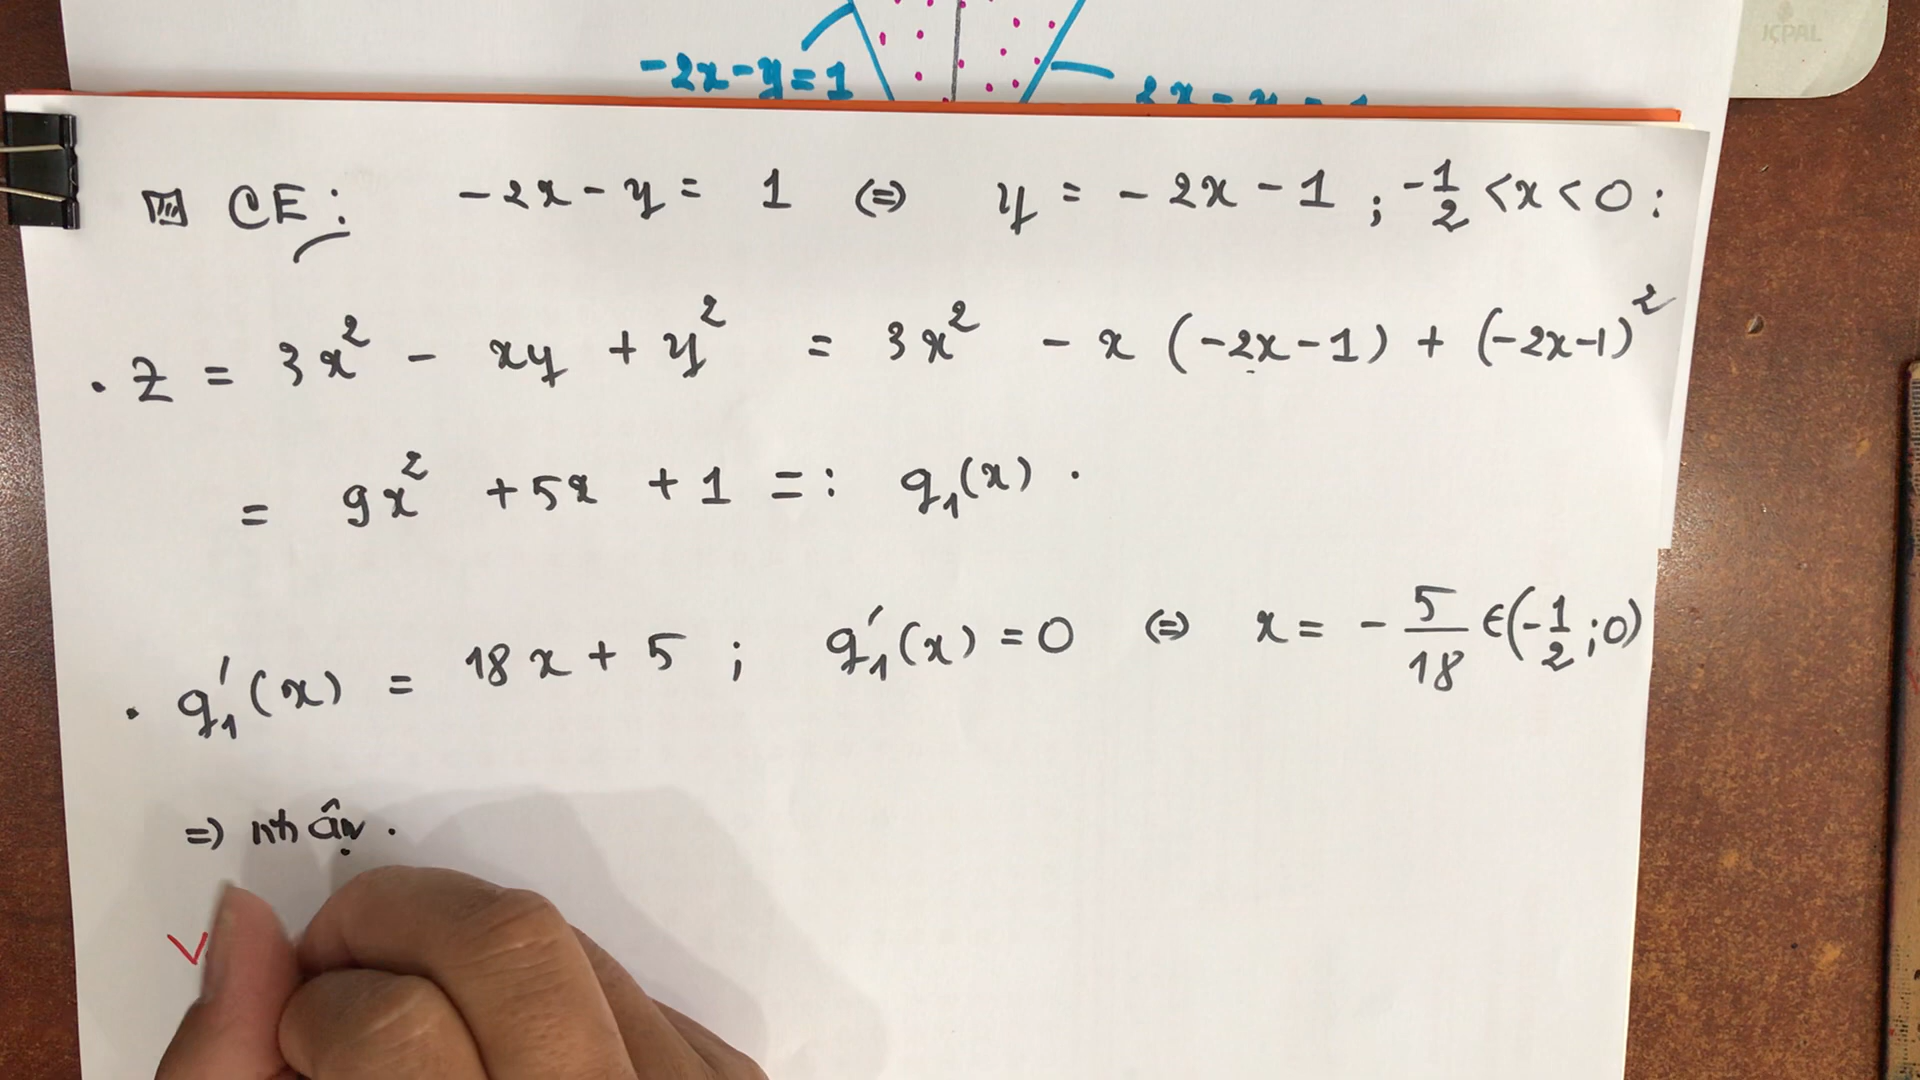 JCPAL
-2x-y=1
CE: -2x-y = 1 ⇔ y = -2x-1 ; -1/2 < x < 0 :
. Z = 3x² - xy + y² = 3x² - x (-2x-1) + (-2x-1)²
= 9x² +5x +1 =: g₁(x) .
. g₁'(x) = 18x + 5 ; g₁'(x) = 0 ⇔ x = - 5/18 ∈(-1/2 ; 0)
⇒ nhận .